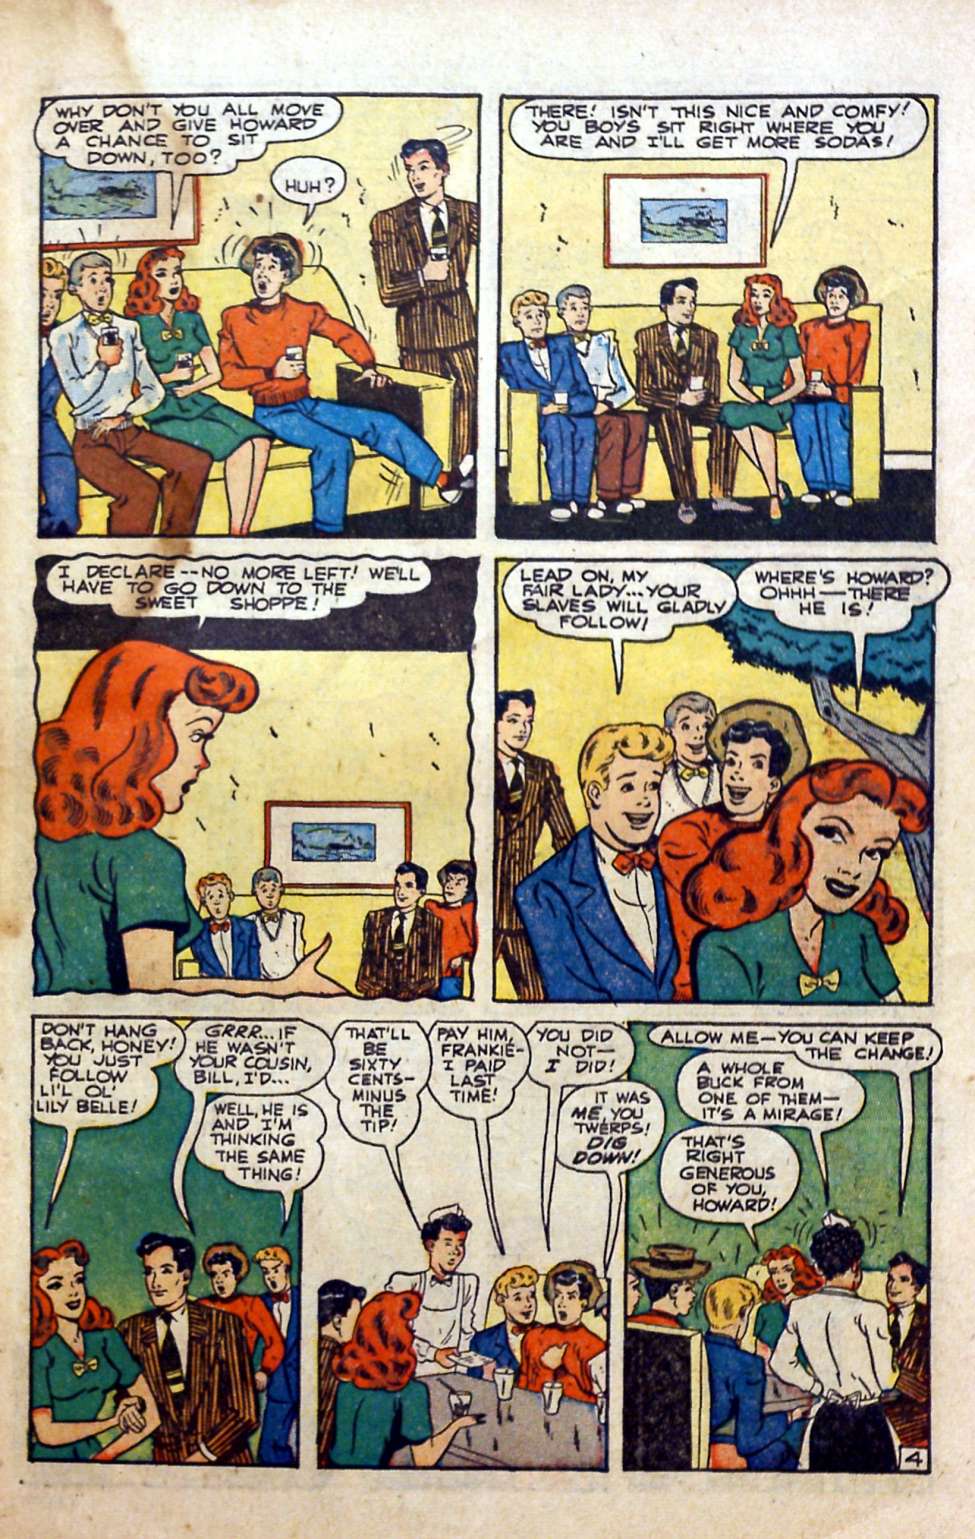 WHY DON'T YOU ALL MOVE
OVER AND GIVE HOWARD
A CHANCE TO SIT
DOWN, TOO?
HUH?
THERE! ISN'T THIS NICE AND COMFY!
YOU BOYS SIT RIGHT WHERE YOU
ARE AND I'LL GET MORE SODAS!
I DECLARE--NO MORE LEFT! WE'LL
HAVE TO GO DOWN TO THE
SWEET SHOPPE!
LEAD ON, MY
FAIR LADY...YOUR
SLAVES WILL GLADLY
FOLLOW!
WHERE'S HOWARD?
OHHH—THERE
HE IS!
DON'T HANG
BACK, HONEY!
YOU JUST
FOLLOW
LI'L OL'
LILY BELLE!
GRRR...IF
HE WASN'T
YOUR COUSIN,
BILL, I'D...
WELL, HE IS
AND I'M
THINKING
THE SAME
THING!
THAT'LL
BE
SIXTY
CENTS-
MINUS
THE
TIP!
PAY HIM,
FRANKIE-
I PAID
LAST
TIME!
YOU DID
NOT—
I DID!
IT WAS
ME, YOU
TWERPS!
DIG
DOWN!
ALLOW ME—YOU CAN KEEP
THE CHANGE!
A WHOLE
BUCK FROM
ONE OF THEM—
IT'S A MIRAGE!
THAT'S
RIGHT
GENEROUS
OF YOU,
HOWARD!
4